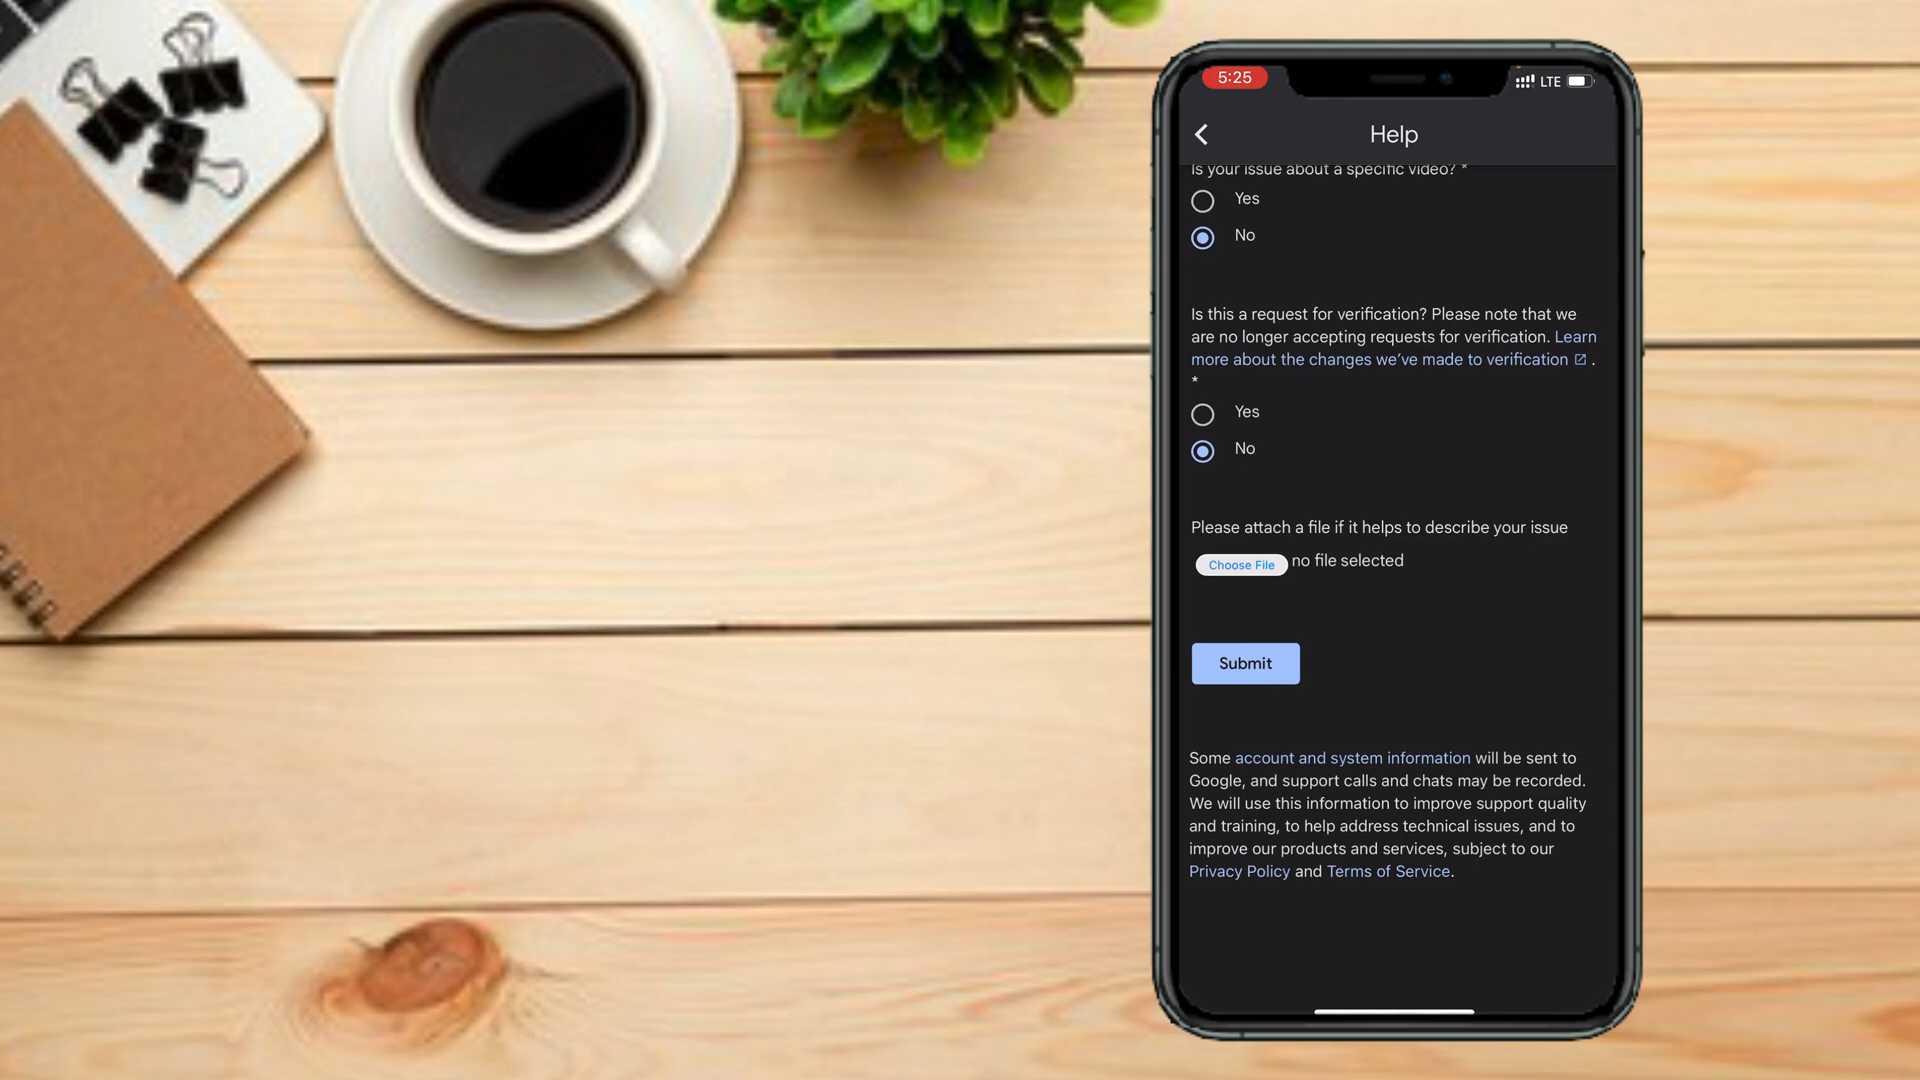 5:25
LTE
Help
Is your issue about a specific video? *
Yes
No
Is this a request for verification? Please note that we
are no longer accepting requests for verification. Learn
more about the changes we've made to verification .
*
Yes
No
Please attach a file if it helps to describe your issue
Choose File no file selected
Submit
Some account and system information will be sent to
Google, and support calls and chats may be recorded.
We will use this information to improve support quality
and training, to help address technical issues, and to
improve our products and services, subject to our
Privacy Policy and Terms of Service.